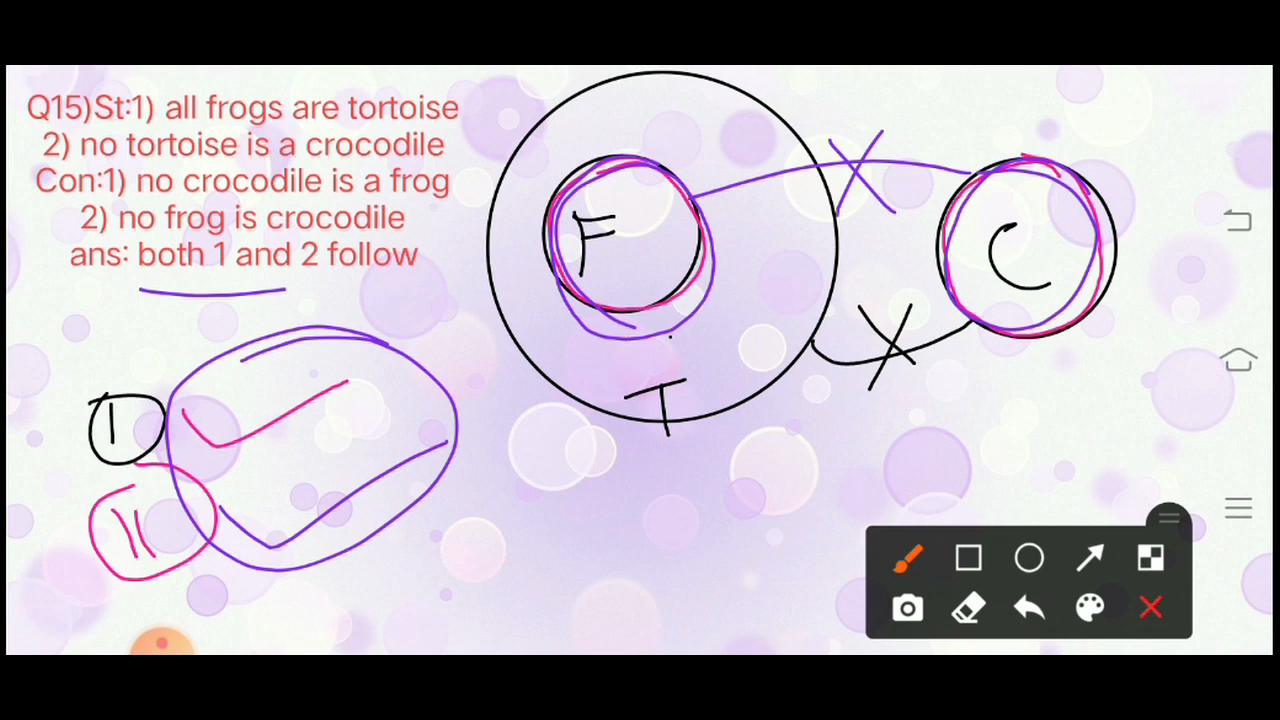 Q15)St:1) all frogs are tortoise
2) no tortoise is a crocodile
Con:1) no crocodile is a frog
2) no frog is crocodile
ans: both 1 and 2 follow
F
C
T
I
II